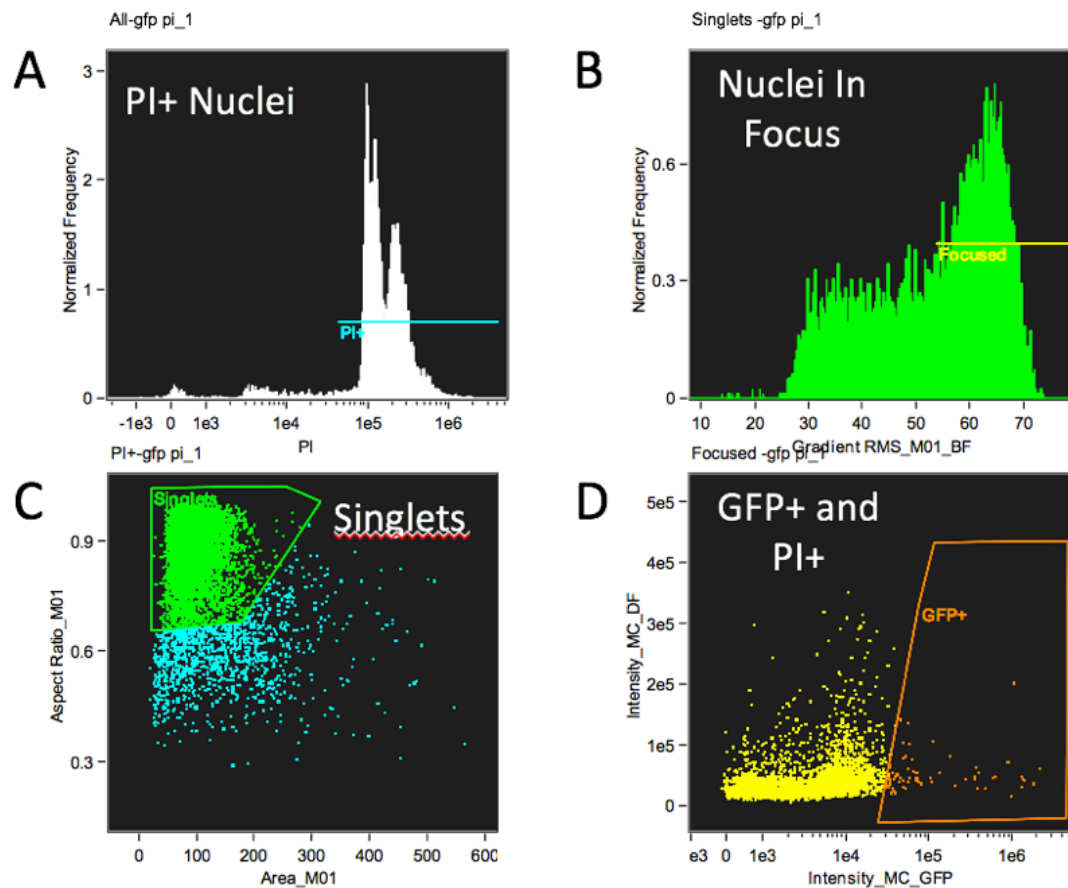 All-gfp pi_1
A
PI+ Nuclei
Normalized Frequency
3
2
1
0
PI+
-1e3 0 1e3 1e4 1e5 1e6
PI
Singlets -gfp pi_1
B
Nuclei In
Focus
Normalized Frequency
0.6
0.3
0
Focused
10 20 30 40 50 60 70
Gradient RMS_M01_BF
PI+-gfp pi_1
C
Singlets
Singlets
Aspect Ratio_M01
0.9
0.6
0.3
0 100 200 300 400 500 600
Area_M01
Focused -gfp pi_1
D
GFP+ and
PI+
Intensity_MC_DF
5e5
4e5
3e5
2e5
1e5
0
GFP+
e3 0 1e3 1e4 1e5 1e6
Intensity_MC_GFP